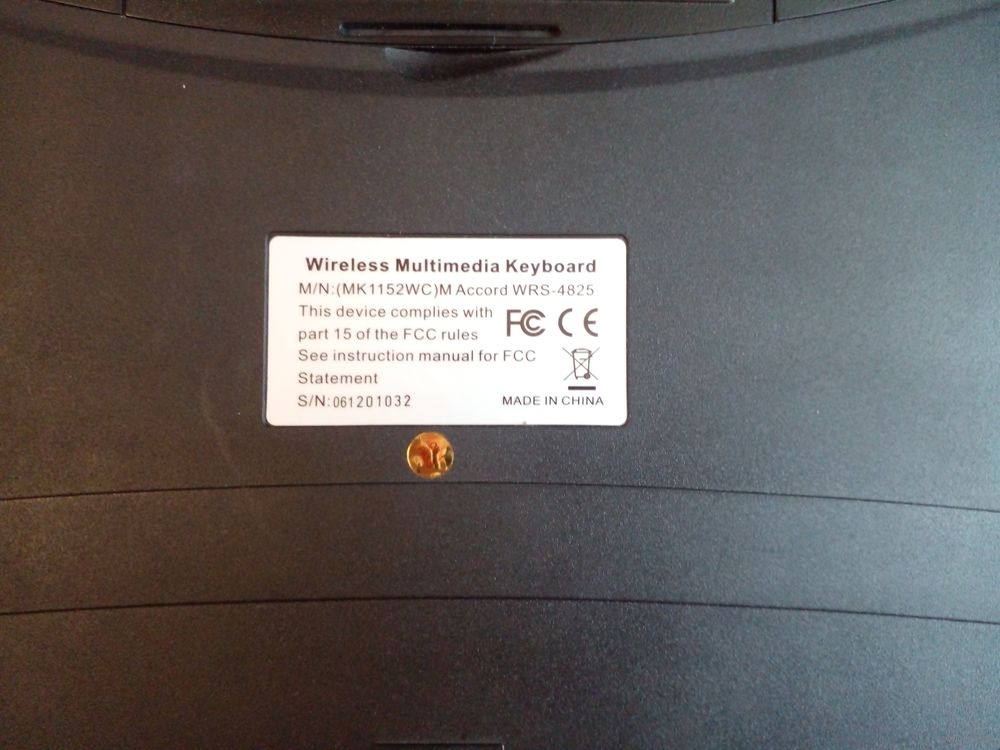 Wireless Multimedia Keyboard
M/N:(MK1152WC)M Accord WRS-4825
This device complies with
part 15 of the FCC rules
FC CE
See instruction manual for FCC
Statement
S/N:061201032
MADE IN CHINA